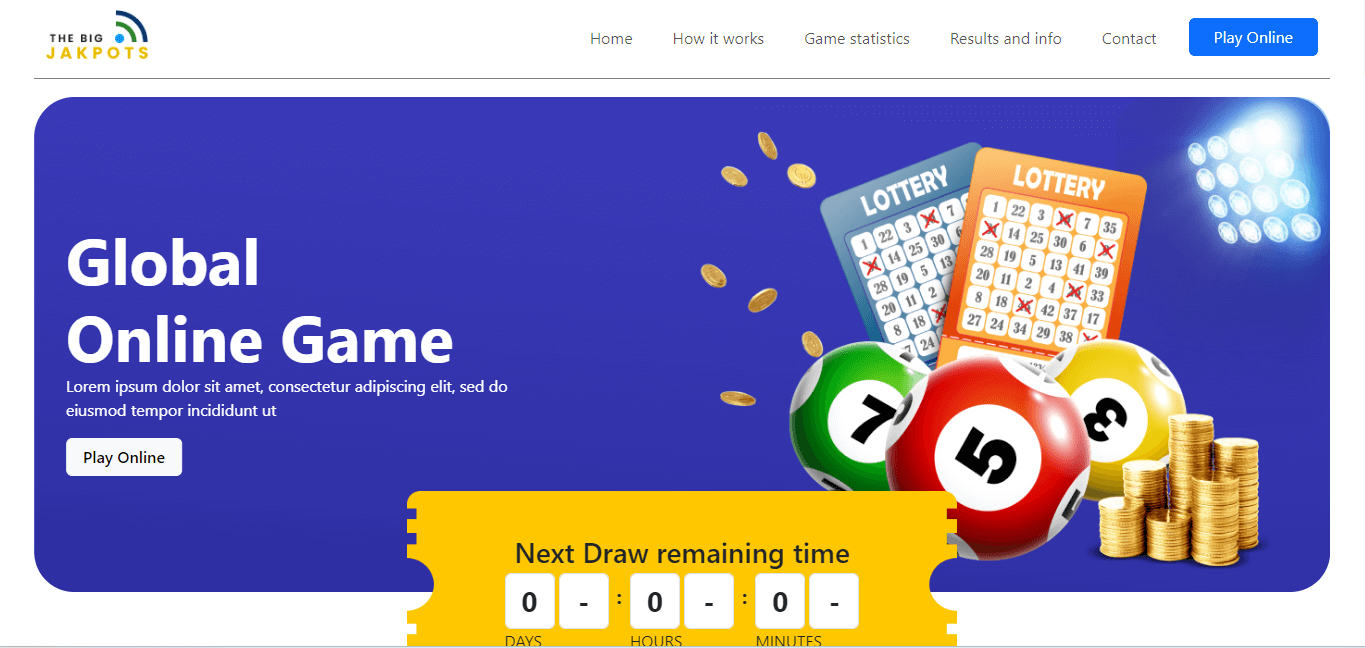 THE BIG
JAKPOTS
Home How it works Game statistics Results and info Contact Play Online
LOTTERY
1 22 3 7
14 25 30
28 19 5 13
20 11 2
8 18
24
LOTTERY
1 22 3 7 35
14 25 30 6
28 19 5 13 41 39
20 11 2 4 33
8 18 42 37 17
27 24 34 29 38
Global
Online Game
Lorem ipsum dolor sit amet, consectetur adipiscing elit, sed do
eiusmod tempor incididunt ut
Play Online
7
5
3
Next Draw remaining time
0 - : 0 - : 0 -
DAYS HOURS MINUTES